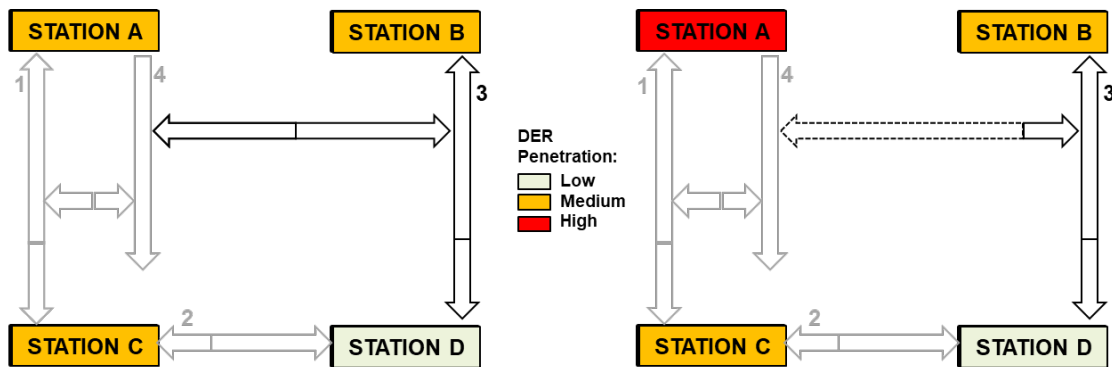 STATION A
STATION B
1
4
3
2
STATION C
STATION D
DER
Penetration:
Low
Medium
High
STATION A
STATION B
1
4
3
2
STATION C
STATION D